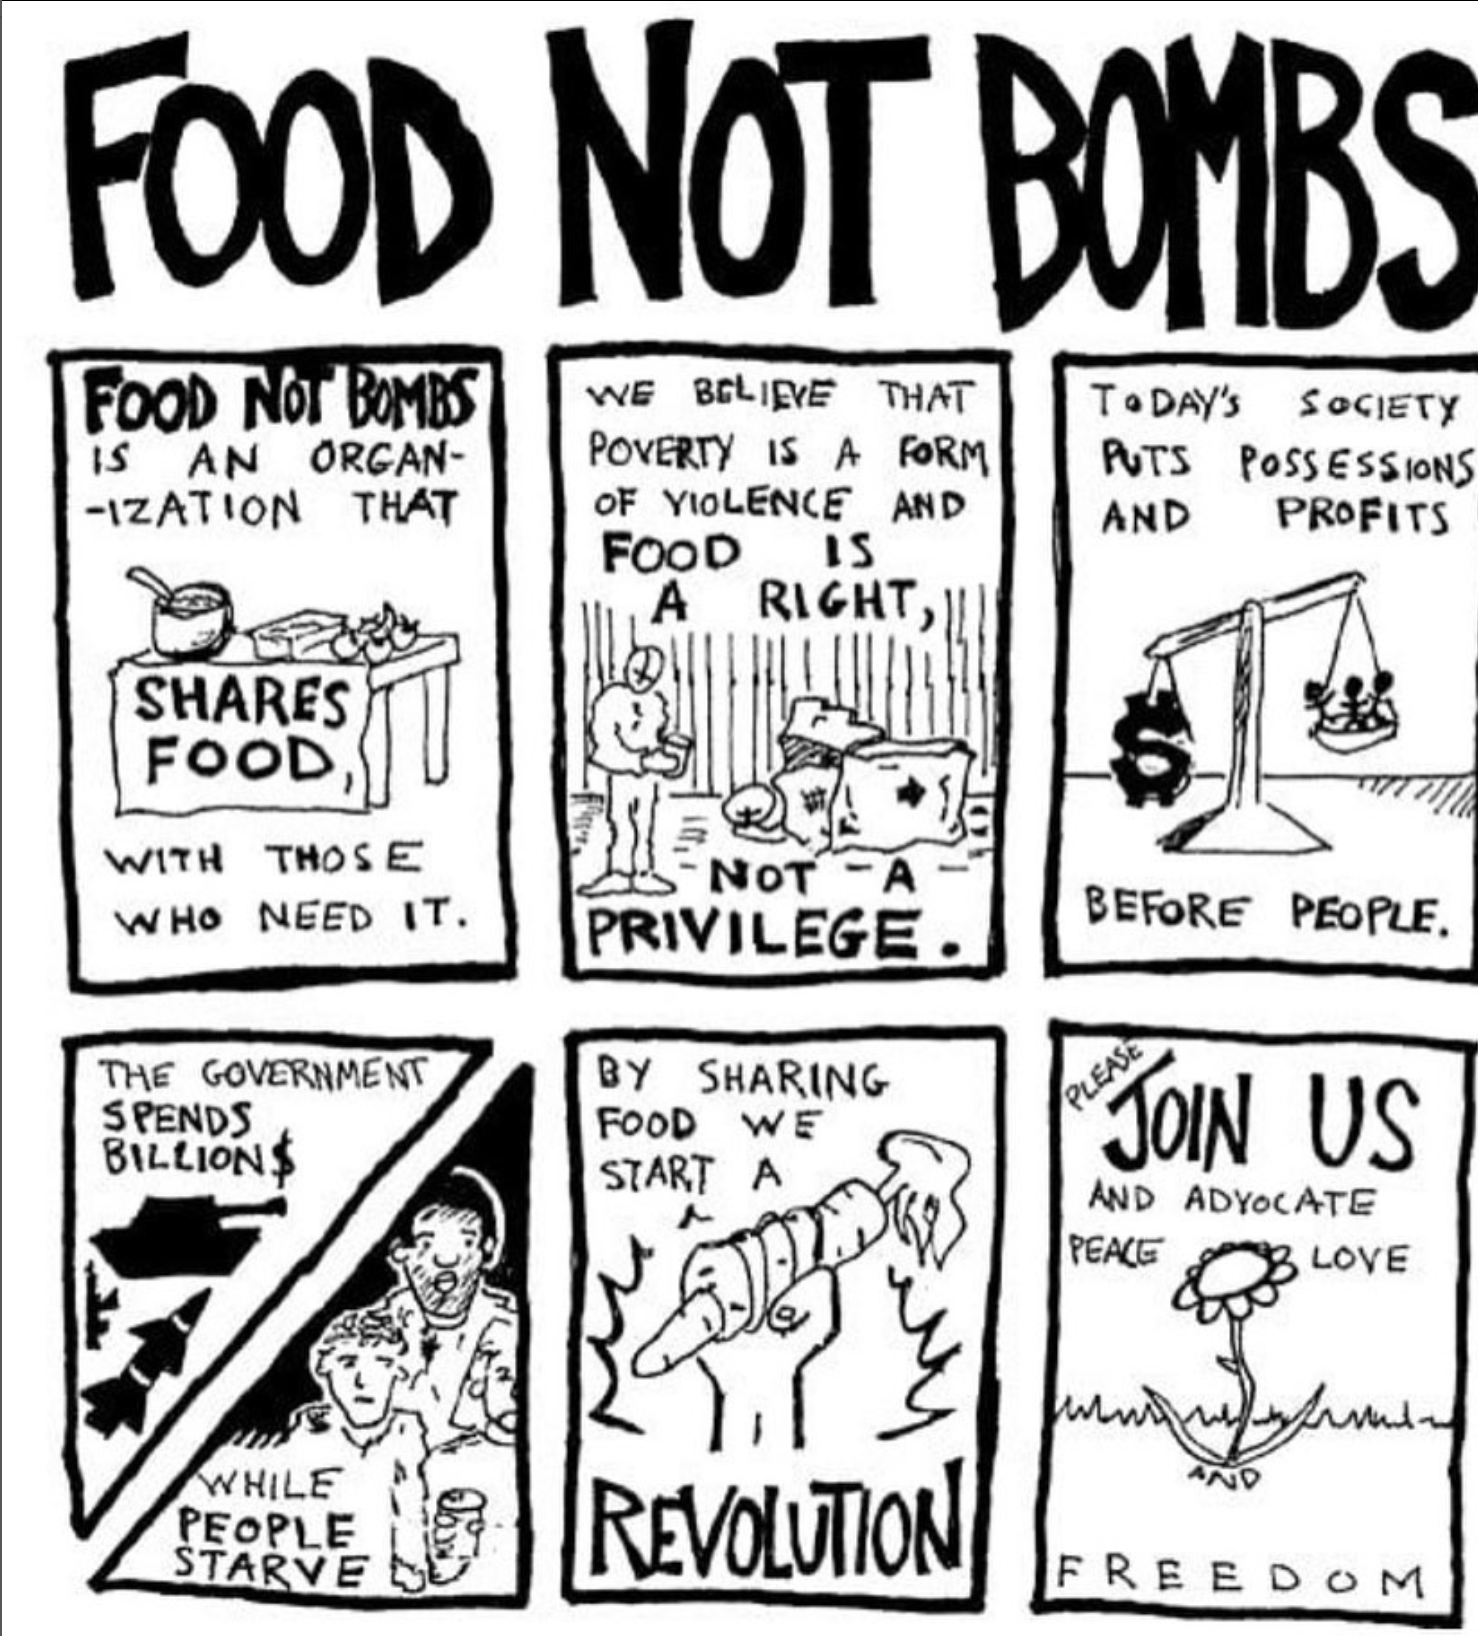 FOOD NOT BOMBS
FOOD NOT BOMBS
IS AN ORGAN-
-IZATION THAT
SHARES
FOOD,
WITH THOSE
WHO NEED IT.
WE BELIEVE THAT
POVERTY IS A FORM
OF VIOLENCE AND
FOOD IS
A RIGHT,
NOT A
PRIVILEGE.
TODAY'S SOCIETY
PUTS POSSESSIONS
AND PROFITS
$
BEFORE PEOPLE.
THE GOVERNMENT
SPENDS
BILLION$
WHILE
PEOPLE
STARVE
BY SHARING
FOOD WE
START A
REVOLUTION
PLEASE
JOIN US
AND ADVOCATE
PEACE LOVE
AND
FREEDOM